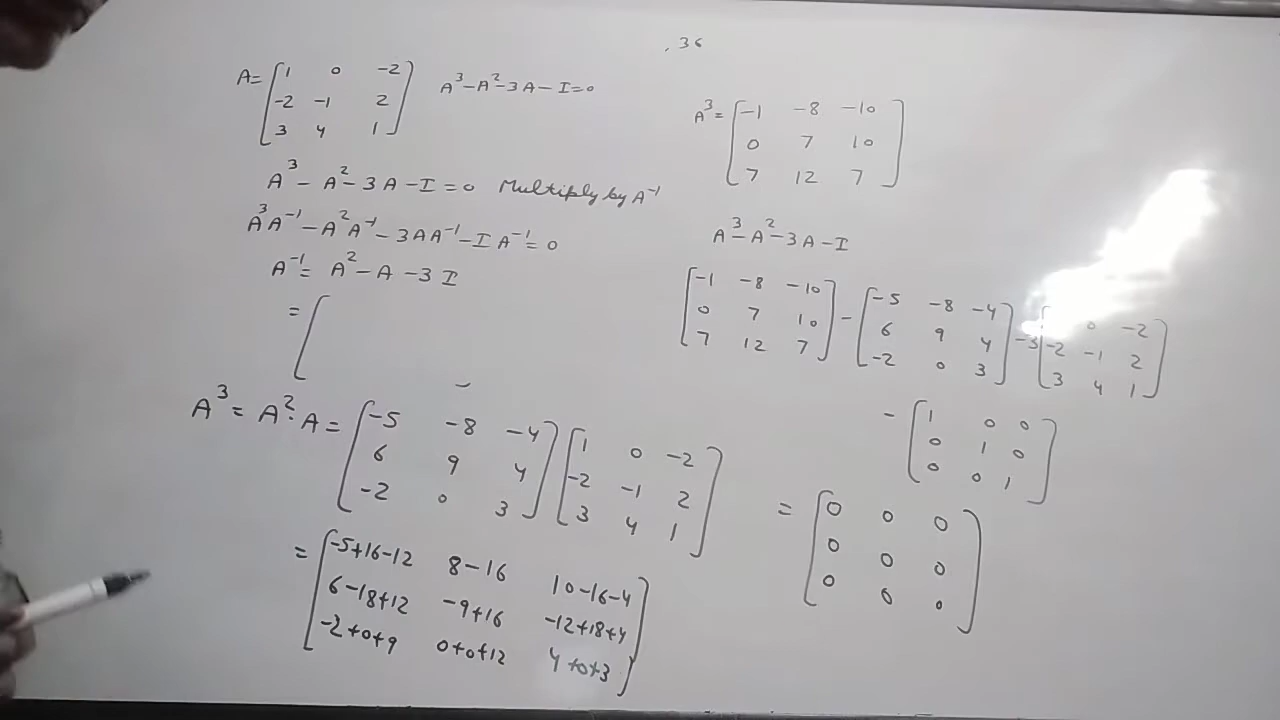 . 36
A = [ 1 0 -2
-2 -1 2
3 4 1 ] A³-A²-3A-I=0
A³ - A² - 3A - I = 0 Multiply by A⁻¹
A³A⁻¹ - A²A⁻¹ - 3AA⁻¹ - IA⁻¹ = 0
A⁻¹ = A² - A - 3I
= [
A³ = A².A = [ -5 -8 -4
6 9 4
-2 0 3 ] [ 1 0 -2
-2 -1 2
3 4 1 ]
= [ -5+16-12 8-16 10-16-4
6-18+12 -9+16 -12+18+4
-2+0+9 0+0+12 4+0+3 ]
A³ = [ -1 -8 -10
0 7 10
7 12 7 ]
A³-A²-3A-I
[ -1 -8 -10
0 7 10
7 12 7 ] - [ -5 -8 -4
6 9 4
-2 0 3 ] -3 [ 0 -2
-2 -1 2
3 4 1 ]
- [ 1 0 0
0 1 0
0 0 1 ]
= [ 0 0 0
0 0 0
0 0 0 ]